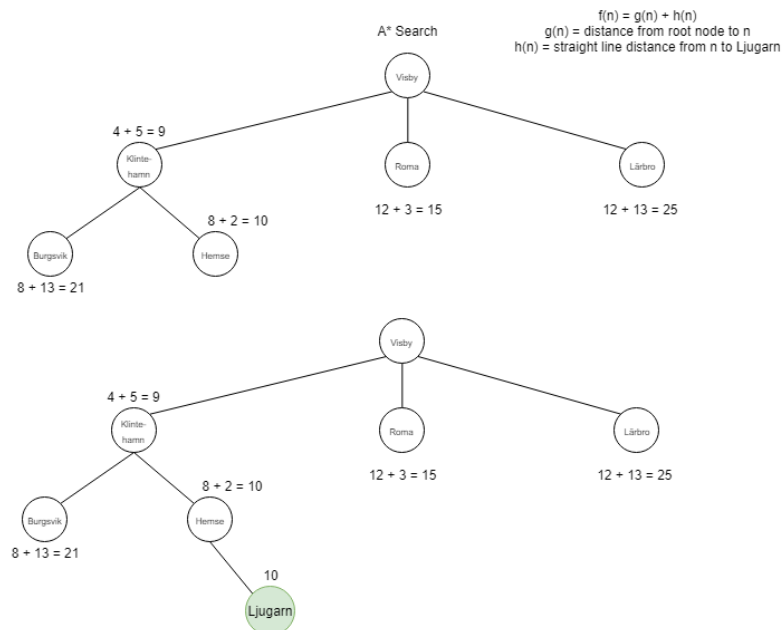 A* Search
f(n) = g(n) + h(n)
g(n) = distance from root node to n
h(n) = straight line distance from n to Ljugarn
Visby
4 + 5 = 9
Klinte-
hamn
Roma
Lärbro
12 + 3 = 15
12 + 13 = 25
8 + 2 = 10
Burgsvik
Hemse
8 + 13 = 21
Visby
4 + 5 = 9
Klinte-
hamn
Roma
Lärbro
12 + 3 = 15
12 + 13 = 25
8 + 2 = 10
Burgsvik
Hemse
8 + 13 = 21
10
Ljugarn